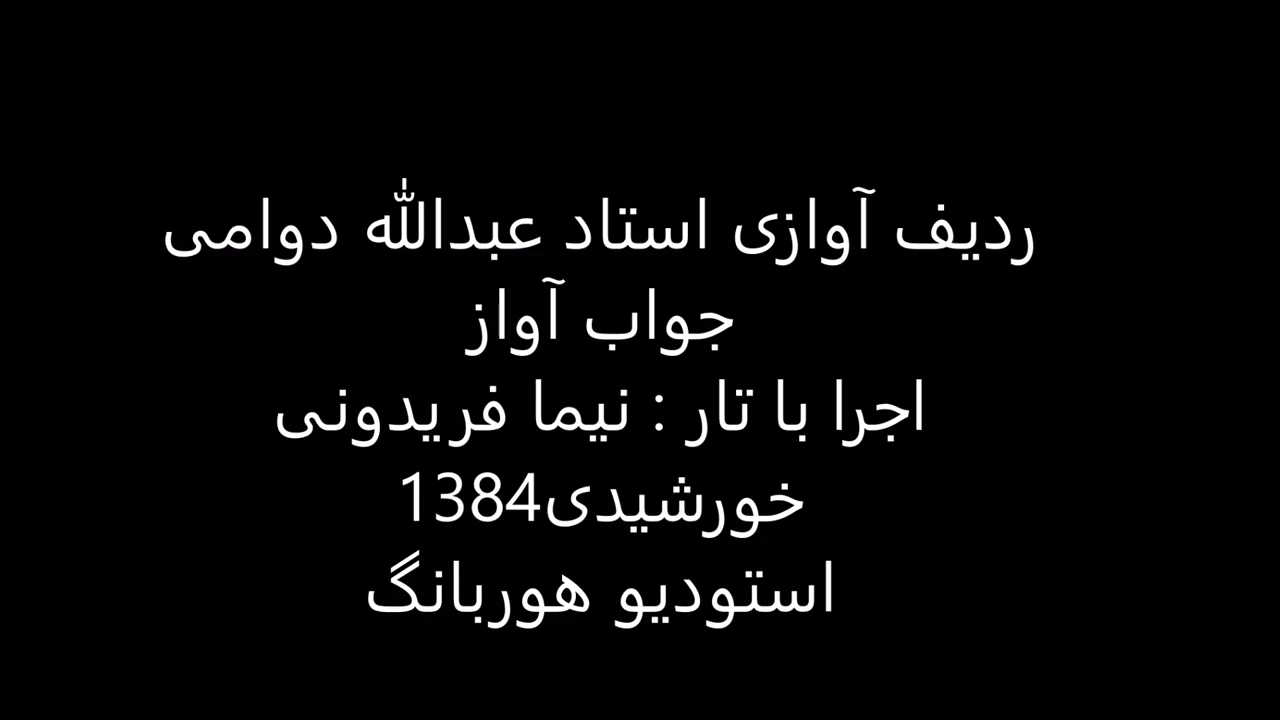 ردیف آوازی استاد عبدالله دوامی
جواب آواز
اجرا با تار : نیما فریدونی
خورشیدی1384
استودیو هوربانگ